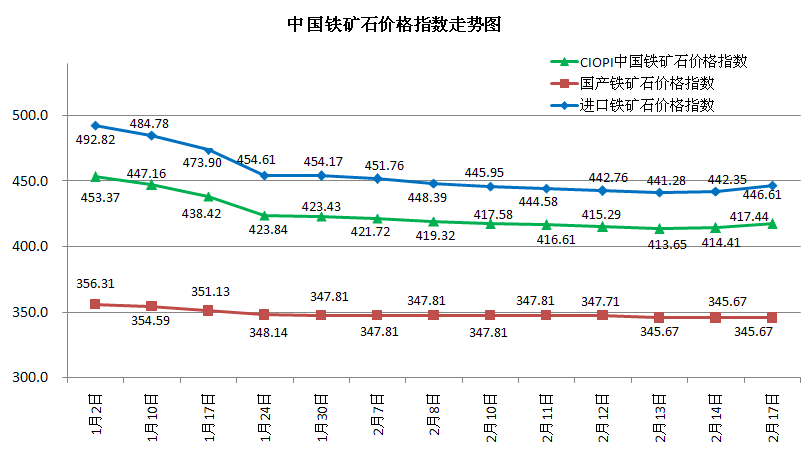 中国铁矿石价格指数走势图
CIOPI中国铁矿石价格指数
国产铁矿石价格指数
进口铁矿石价格指数
500.0
450.0
400.0
350.0
300.0
492.82
484.78
473.90
454.61
454.17
451.76
448.39
445.95
444.58
442.76
441.28
442.35
446.61
453.37
447.16
438.42
423.84
423.43
421.72
419.32
417.58
416.61
415.29
413.65
414.41
417.44
356.31
354.59
351.13
348.14
347.81
347.81
347.81
347.81
347.81
347.71
345.67
345.67
345.67
1月2日
1月10日
1月17日
1月24日
1月30日
2月7日
2月8日
2月10日
2月11日
2月12日
2月13日
2月14日
2月17日